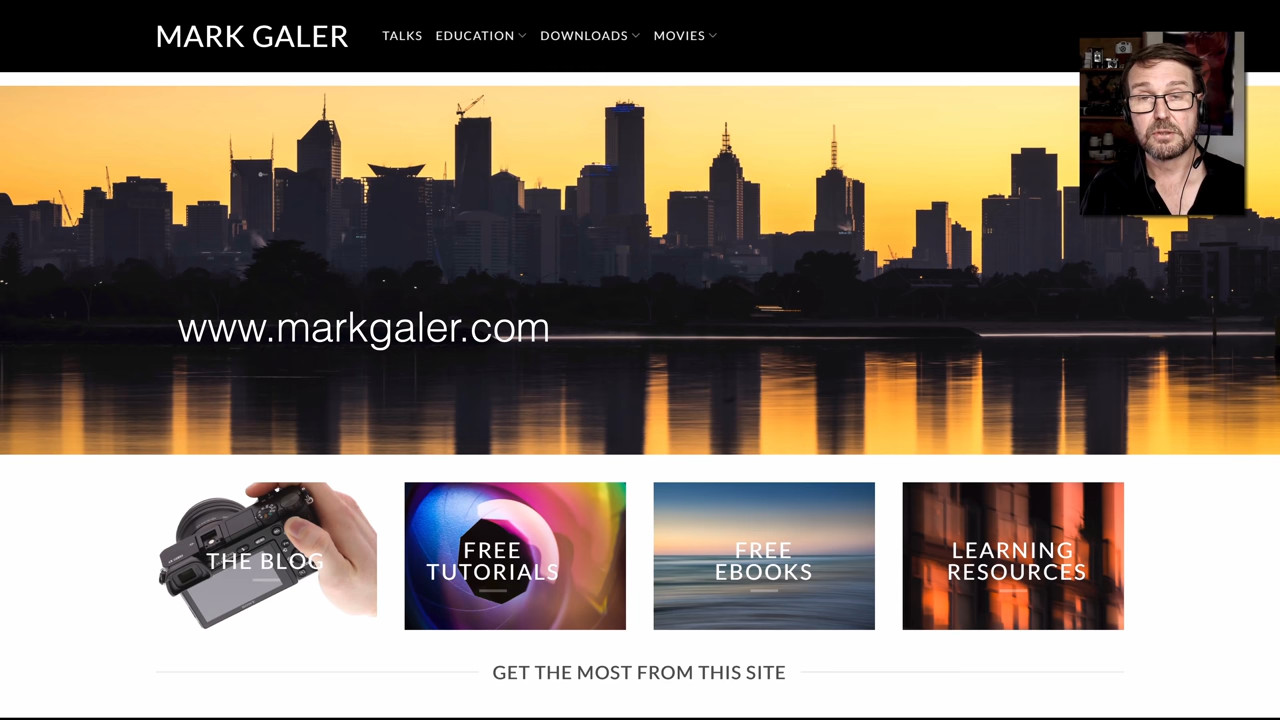 MARK GALER
TALKS EDUCATION DOWNLOADS MOVIES
www.markgaler.com
THE BLOG
FREE
TUTORIALS
FREE
EBOOKS
LEARNING
RESOURCES
GET THE MOST FROM THIS SITE